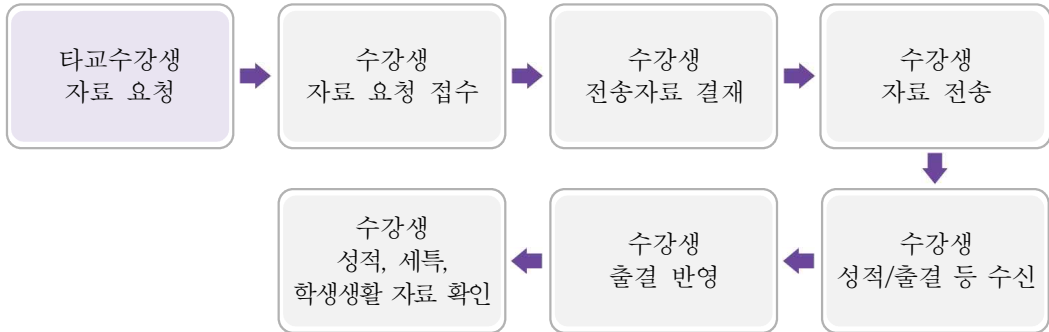 타교수강생
자료 요청
수강생
자료 요청 접수
수강생
전송자료 결재
수강생
자료 전송
수강생
성적/출결 등 수신
수강생
출결 반영
수강생
성적, 세특,
학생생활 자료 확인